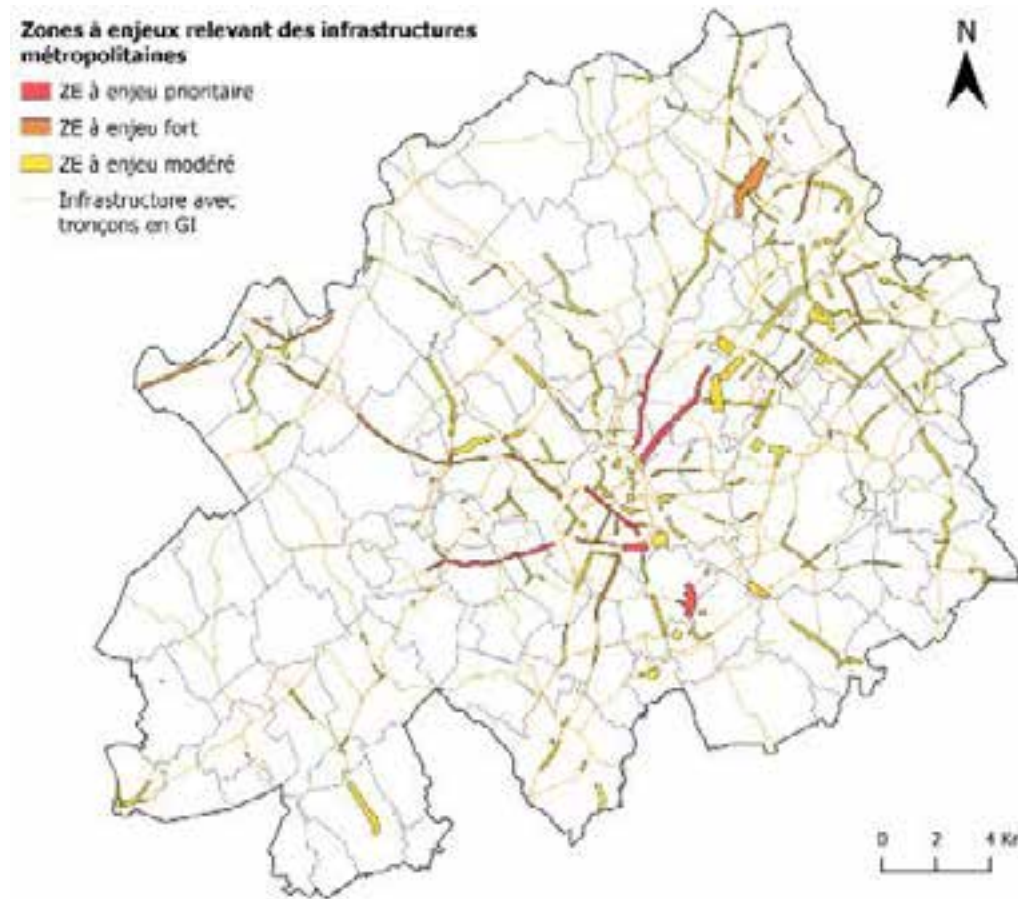 Zones à enjeux relevant des infrastructures
métropolitaines
ZE à enjeu prioritaire
ZE à enjeu fort
ZE à enjeu modéré
Infrastructure avec
tronçons en GI
N
0 2 4 Km